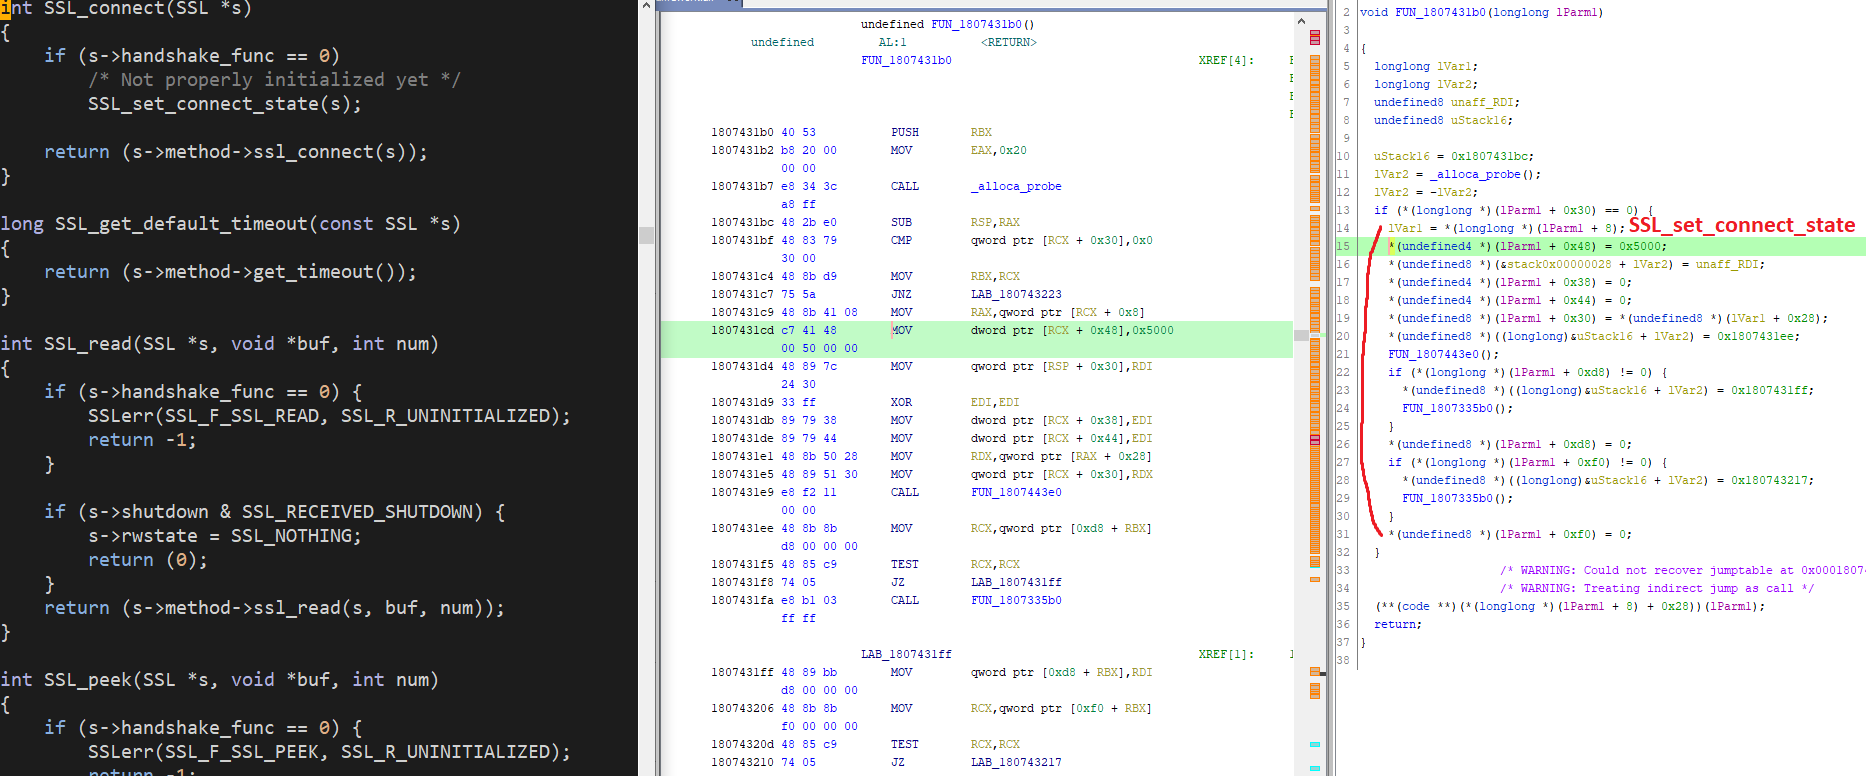 int SSL_connect(SSL *s)
{
    if (s->handshake_func == 0)
        /* Not properly initialized yet */
        SSL_set_connect_state(s);

    return (s->method->ssl_connect(s));
}

long SSL_get_default_timeout(const SSL *s)
{
    return (s->method->get_timeout());
}

int SSL_read(SSL *s, void *buf, int num)
{
    if (s->handshake_func == 0) {
        SSLerr(SSL_F_SSL_READ, SSL_R_UNINITIALIZED);
        return -1;
    }

    if (s->shutdown & SSL_RECEIVED_SHUTDOWN) {
        s->rwstate = SSL_NOTHING;
        return (0);
    }
    return (s->method->ssl_read(s, buf, num));
}

int SSL_peek(SSL *s, void *buf, int num)
{
    if (s->handshake_func == 0) {
        SSLerr(SSL_F_SSL_PEEK, SSL_R_UNINITIALIZED);
        return -1;

undefined FUN_1807431b0()
undefined AL:1 <RETURN>
FUN_1807431b0 XREF[4]:
1807431b0 40 53 PUSH RBX
1807431b2 b8 20 00 MOV EAX,0x20
00 00
1807431b7 e8 34 3c CALL _alloca_probe
a8 ff
1807431bc 48 2b e0 SUB RSP,RAX
1807431bf 48 83 79 CMP qword ptr [RCX + 0x30],0x0
30 00
1807431c4 48 8b d9 MOV RBX,RCX
1807431c7 75 5a JNZ LAB_180743223
1807431c9 48 8b 41 08 MOV RAX,qword ptr [RCX + 0x8]
1807431cd c7 41 48 MOV dword ptr [RCX + 0x48],0x5000
00 50 00 00
1807431d4 48 89 7c MOV qword ptr [RSP + 0x30],RDI
24 30
1807431d9 33 ff XOR EDI,EDI
1807431db 89 79 38 MOV dword ptr [RCX + 0x38],EDI
1807431de 89 79 44 MOV dword ptr [RCX + 0x44],EDI
1807431e1 48 8b 50 28 MOV RDX,qword ptr [RAX + 0x28]
1807431e5 48 89 51 30 MOV qword ptr [RCX + 0x30],RDX
1807431e9 e8 f2 11 CALL FUN_1807443e0
00 00
1807431ee 48 8b 8b MOV RCX,qword ptr [0xd8 + RBX]
d8 00 00 00
1807431f5 48 85 c9 TEST RCX,RCX
1807431f8 74 05 JZ LAB_1807431ff
1807431fa e8 b1 03 CALL FUN_1807335b0
ff ff
LAB_1807431ff XREF[1]:
1807431ff 48 89 bb MOV qword ptr [0xd8 + RBX],RDI
d8 00 00 00
180743206 48 8b 8b MOV RCX,qword ptr [0xf0 + RBX]
f0 00 00 00
18074320d 48 85 c9 TEST RCX,RCX
180743210 74 05 JZ LAB_180743217

2 void FUN_1807431b0(longlong lParm1)
3
4 {
5   longlong lVar1;
6   longlong lVar2;
7   undefined8 unaff_RDI;
8   undefined8 uStack16;
9
10   uStack16 = 0x1807431bc;
11   lVar2 = _alloca_probe();
12   lVar2 = -lVar2;
13   if (*(longlong *)(lParm1 + 0x30) == 0) {
14     lVar1 = *(longlong *)(lParm1 + 8); SSL_set_connect_state
15     *(undefined4 *)(lParm1 + 0x48) = 0x5000;
16     *(undefined8 *)(&stack0x00000028 + lVar2) = unaff_RDI;
17     *(undefined4 *)(lParm1 + 0x38) = 0;
18     *(undefined4 *)(lParm1 + 0x44) = 0;
19     *(undefined8 *)(lParm1 + 0x30) = *(undefined8 *)(lVar1 + 0x28);
20     *(undefined8 *)((longlong)&uStack16 + lVar2) = 0x1807431ee;
21     FUN_1807443e0();
22     if (*(longlong *)(lParm1 + 0xd8) != 0) {
23       *(undefined8 *)((longlong)&uStack16 + lVar2) = 0x1807431ff;
24       FUN_1807335b0();
25     }
26     *(undefined8 *)(lParm1 + 0xd8) = 0;
27     if (*(longlong *)(lParm1 + 0xf0) != 0) {
28       *(undefined8 *)((longlong)&uStack16 + lVar2) = 0x180743217;
29       FUN_1807335b0();
30     }
31     *(undefined8 *)(lParm1 + 0xf0) = 0;
32   }
33 /* WARNING: Could not recover jumptable at 0x0001807
34 /* WARNING: Treating indirect jump as call */
35   (**(code **)(*(longlong *)(lParm1 + 8) + 0x28))(lParm1);
36   return;
37 }
38